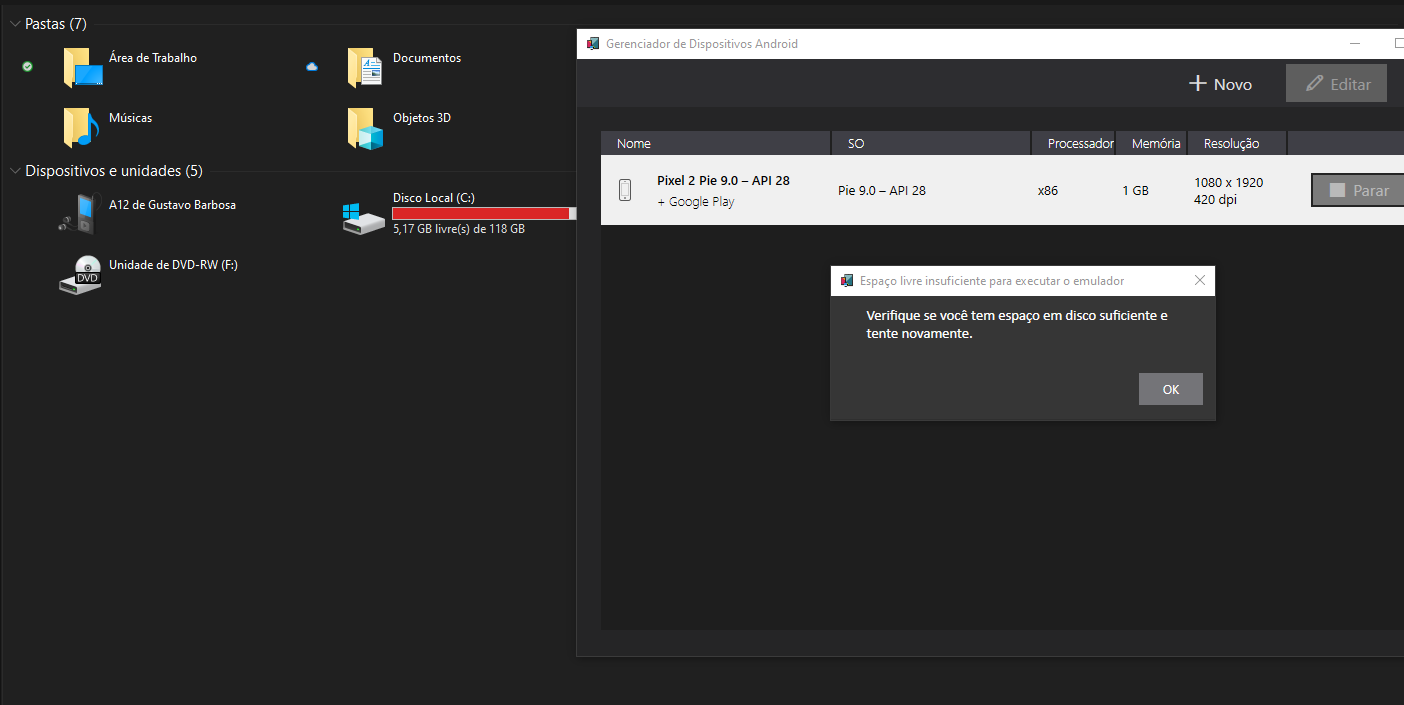 Pastas (7)
Área de Trabalho
Documentos
Músicas
Objetos 3D
Dispositivos e unidades (5)
A12 de Gustavo Barbosa
Disco Local (C:)
5,17 GB livre(s) de 118 GB
DVD
Unidade de DVD-RW (F:)
Gerenciador de Dispositivos Android
Novo
Editar
Nome
SO
Processador
Memória
Resolução
Pixel 2 Pie 9.0 – API 28
+ Google Play
Pie 9.0 – API 28
x86
1 GB
1080 x 1920
420 dpi
Parar
Espaço livre insuficiente para executar o emulador
Verifique se você tem espaço em disco suficiente e
tente novamente.
OK